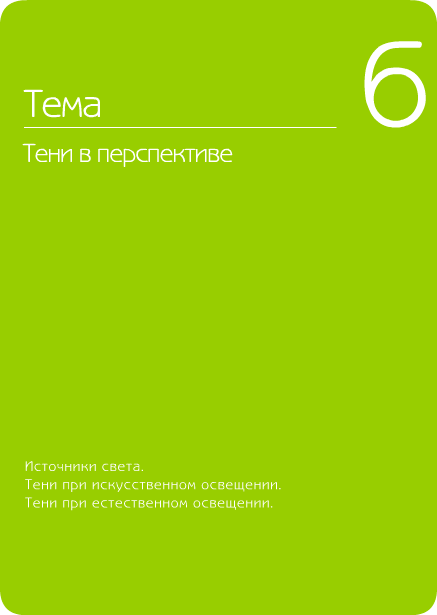 6
Тема
Тени в перспективе
Источники света.
Тени при искусственном освещении.
Тени при естественном освещении.